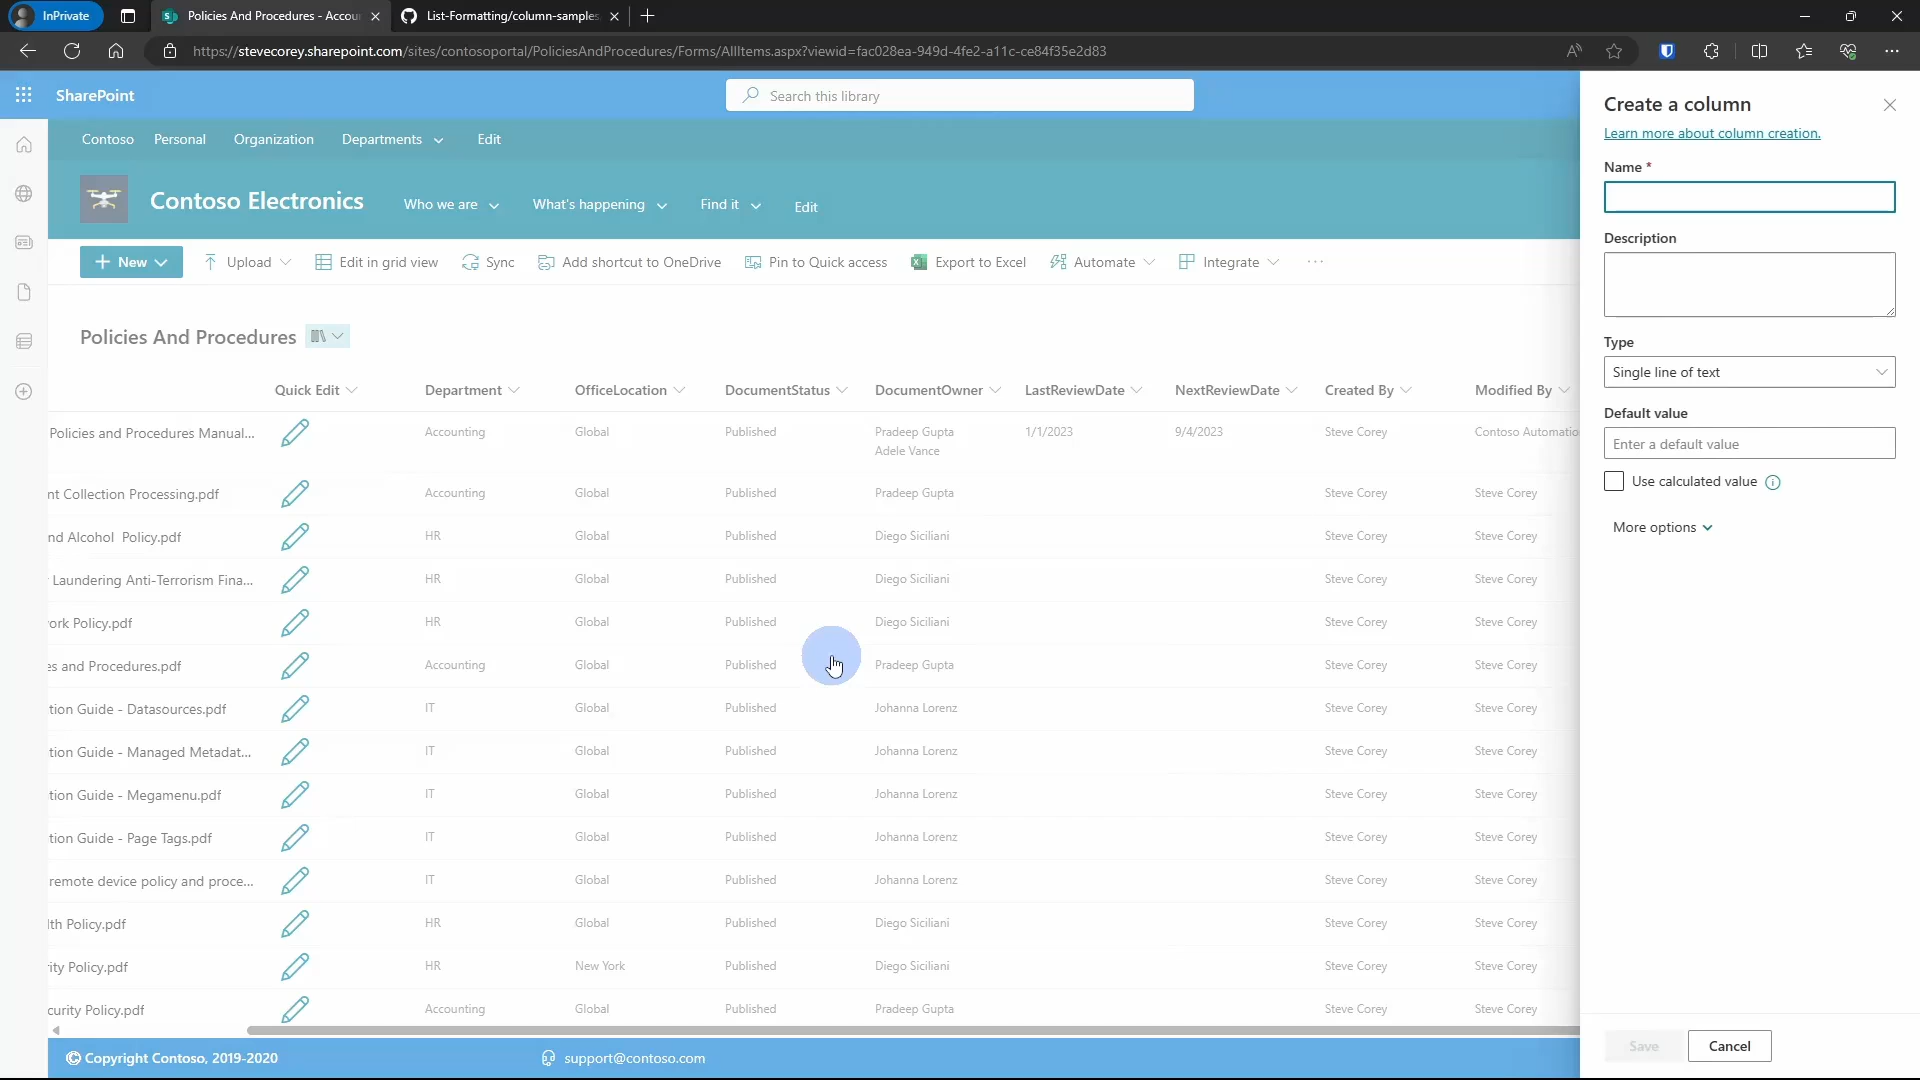 InPrivate
Policies And Procedures - Accou
List-Formatting/column-samples
https://stevecorey.sharepoint.com/sites/contosoportal/PoliciesAndProcedures/Forms/AllItems.aspx?viewid=fac028ea-949d-4fe2-a11c-ce84f35e2d83
SharePoint
Search this library
Contoso Personal Organization Departments Edit
Contoso Electronics Who we are What's happening Find it Edit
New Upload Edit in grid view Sync Add shortcut to OneDrive Pin to Quick access Export to Excel Automate Integrate ...
Policies And Procedures
Quick Edit Department OfficeLocation DocumentStatus DocumentOwner LastReviewDate NextReviewDate Created By Modified By
Policies and Procedures Manual... Accounting Global Published Pradeep Gupta 1/1/2023 9/4/2023 Steve Corey Contoso Automatio
Adele Vance
nt Collection Processing.pdf Accounting Global Published Pradeep Gupta Steve Corey Steve Corey
nd Alcohol Policy.pdf HR Global Published Diego Siciliani Steve Corey Steve Corey
Laundering Anti-Terrorism Fina... HR Global Published Diego Siciliani Steve Corey Steve Corey
ork Policy.pdf HR Global Published Diego Siciliani Steve Corey Steve Corey
es and Procedures.pdf Accounting Global Published Pradeep Gupta Steve Corey Steve Corey
tion Guide - Datasources.pdf IT Global Published Johanna Lorenz Steve Corey Steve Corey
tion Guide - Managed Metadat... IT Global Published Johanna Lorenz Steve Corey Steve Corey
tion Guide - Megamenu.pdf IT Global Published Johanna Lorenz Steve Corey Steve Corey
tion Guide - Page Tags.pdf IT Global Published Johanna Lorenz Steve Corey Steve Corey
remote device policy and proce... IT Global Published Johanna Lorenz Steve Corey Steve Corey
lth Policy.pdf HR Global Published Diego Siciliani Steve Corey Steve Corey
ity Policy.pdf HR New York Published Diego Siciliani Steve Corey Steve Corey
curity Policy.pdf Accounting Global Published Pradeep Gupta Steve Corey Steve Corey
© Copyright Contoso, 2019-2020 support@contoso.com
Create a column
Learn more about column creation.
Name *
Description
Type
Single line of text
Default value
Enter a default value
Use calculated value
More options
Save Cancel